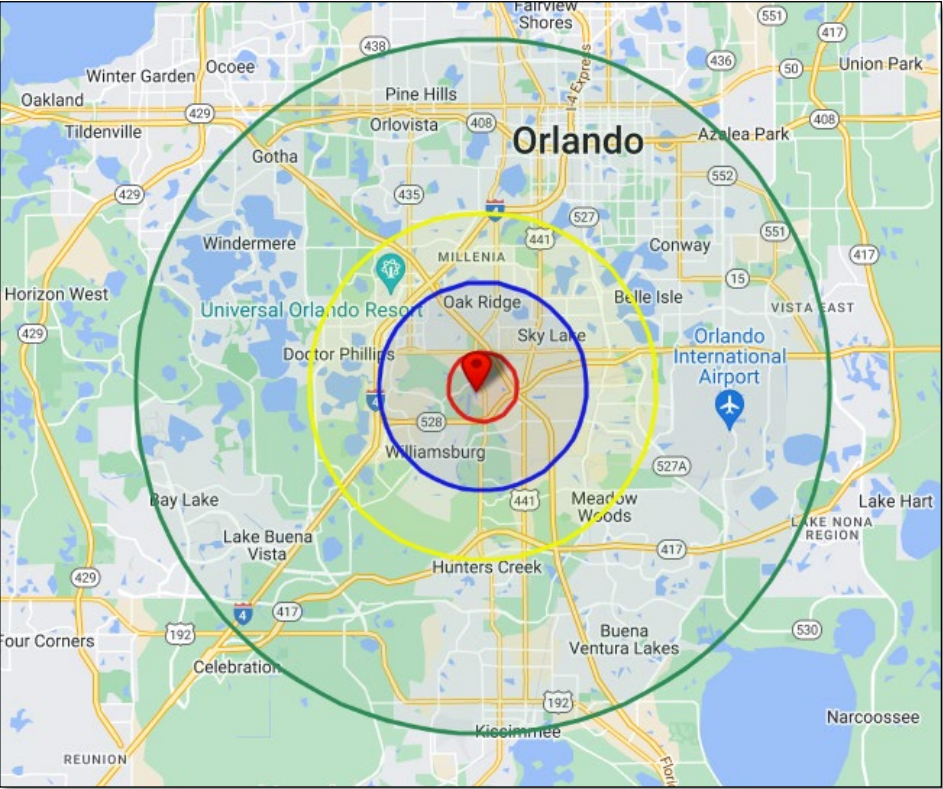 Fairview
Shores
551
417
438
436
Winter Garden
Ocoee
50
Union Park
I-4 Express
Oakland
Pine Hills
429
408
Tildenville
Orlovista
408
Orlando
Azalea Park
Gotha
552
429
435
4
527
551
Windermere
441
Conway
417
MILLENIA
15
Horizon West
Universal Orlando Resort
Oak Ridge
Belle Isle
VISTA EAST
429
Sky Lake
Orlando
International
Airport
Doctor Phillips
4
528
Williamsburg
527A
Bay Lake
441
Meadow
Woods
Lake Hart
LAKE NONA
REGION
Lake Buena
Vista
417
Hunters Creek
429
4
417
192
Four Corners
Buena
Ventura Lakes
530
Celebration
192
Narcoossee
Kissimmee
REUNION